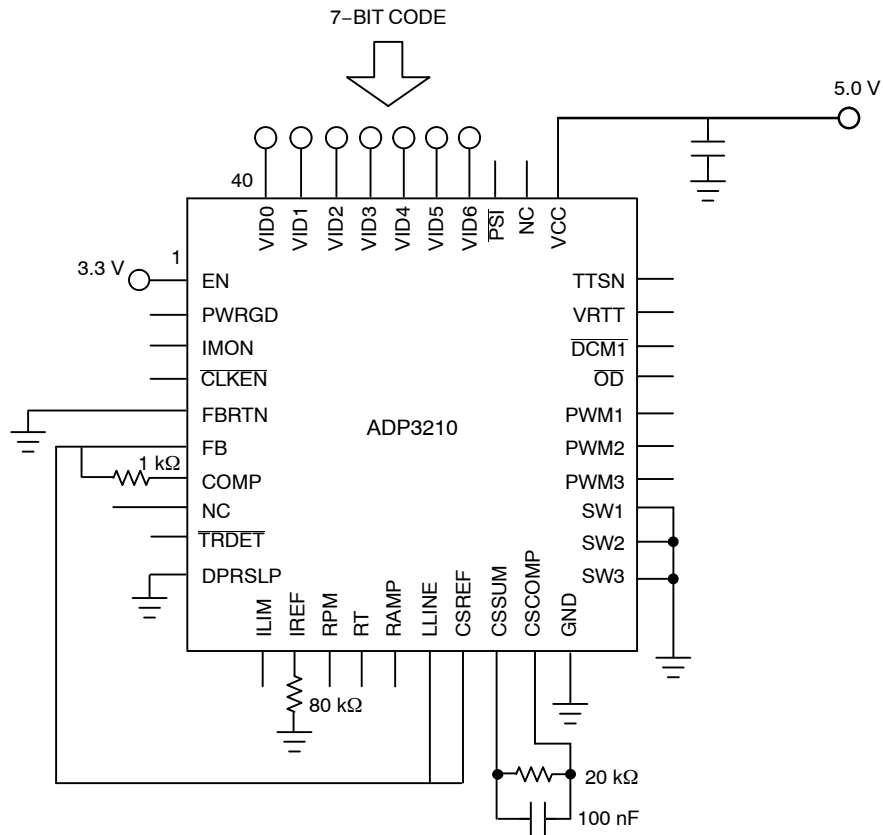 7−BIT CODE
5.0 V
40
VID0
VID1
VID2
VID3
VID4
VID5
VID6
PSI
NC
VCC
3.3 V
1
EN
PWRGD
IMON
CLKEN
FBRTN
FB
1 kΩ
COMP
NC
TRDET
DPRSLP
ADP3210
TTSN
VRTT
DCM1
OD
PWM1
PWM2
PWM3
SW1
SW2
SW3
ILIM
IREF
RPM
RT
RAMP
LLINE
CSREF
CSSUM
CSCOMP
GND
80 kΩ
20 kΩ
100 nF